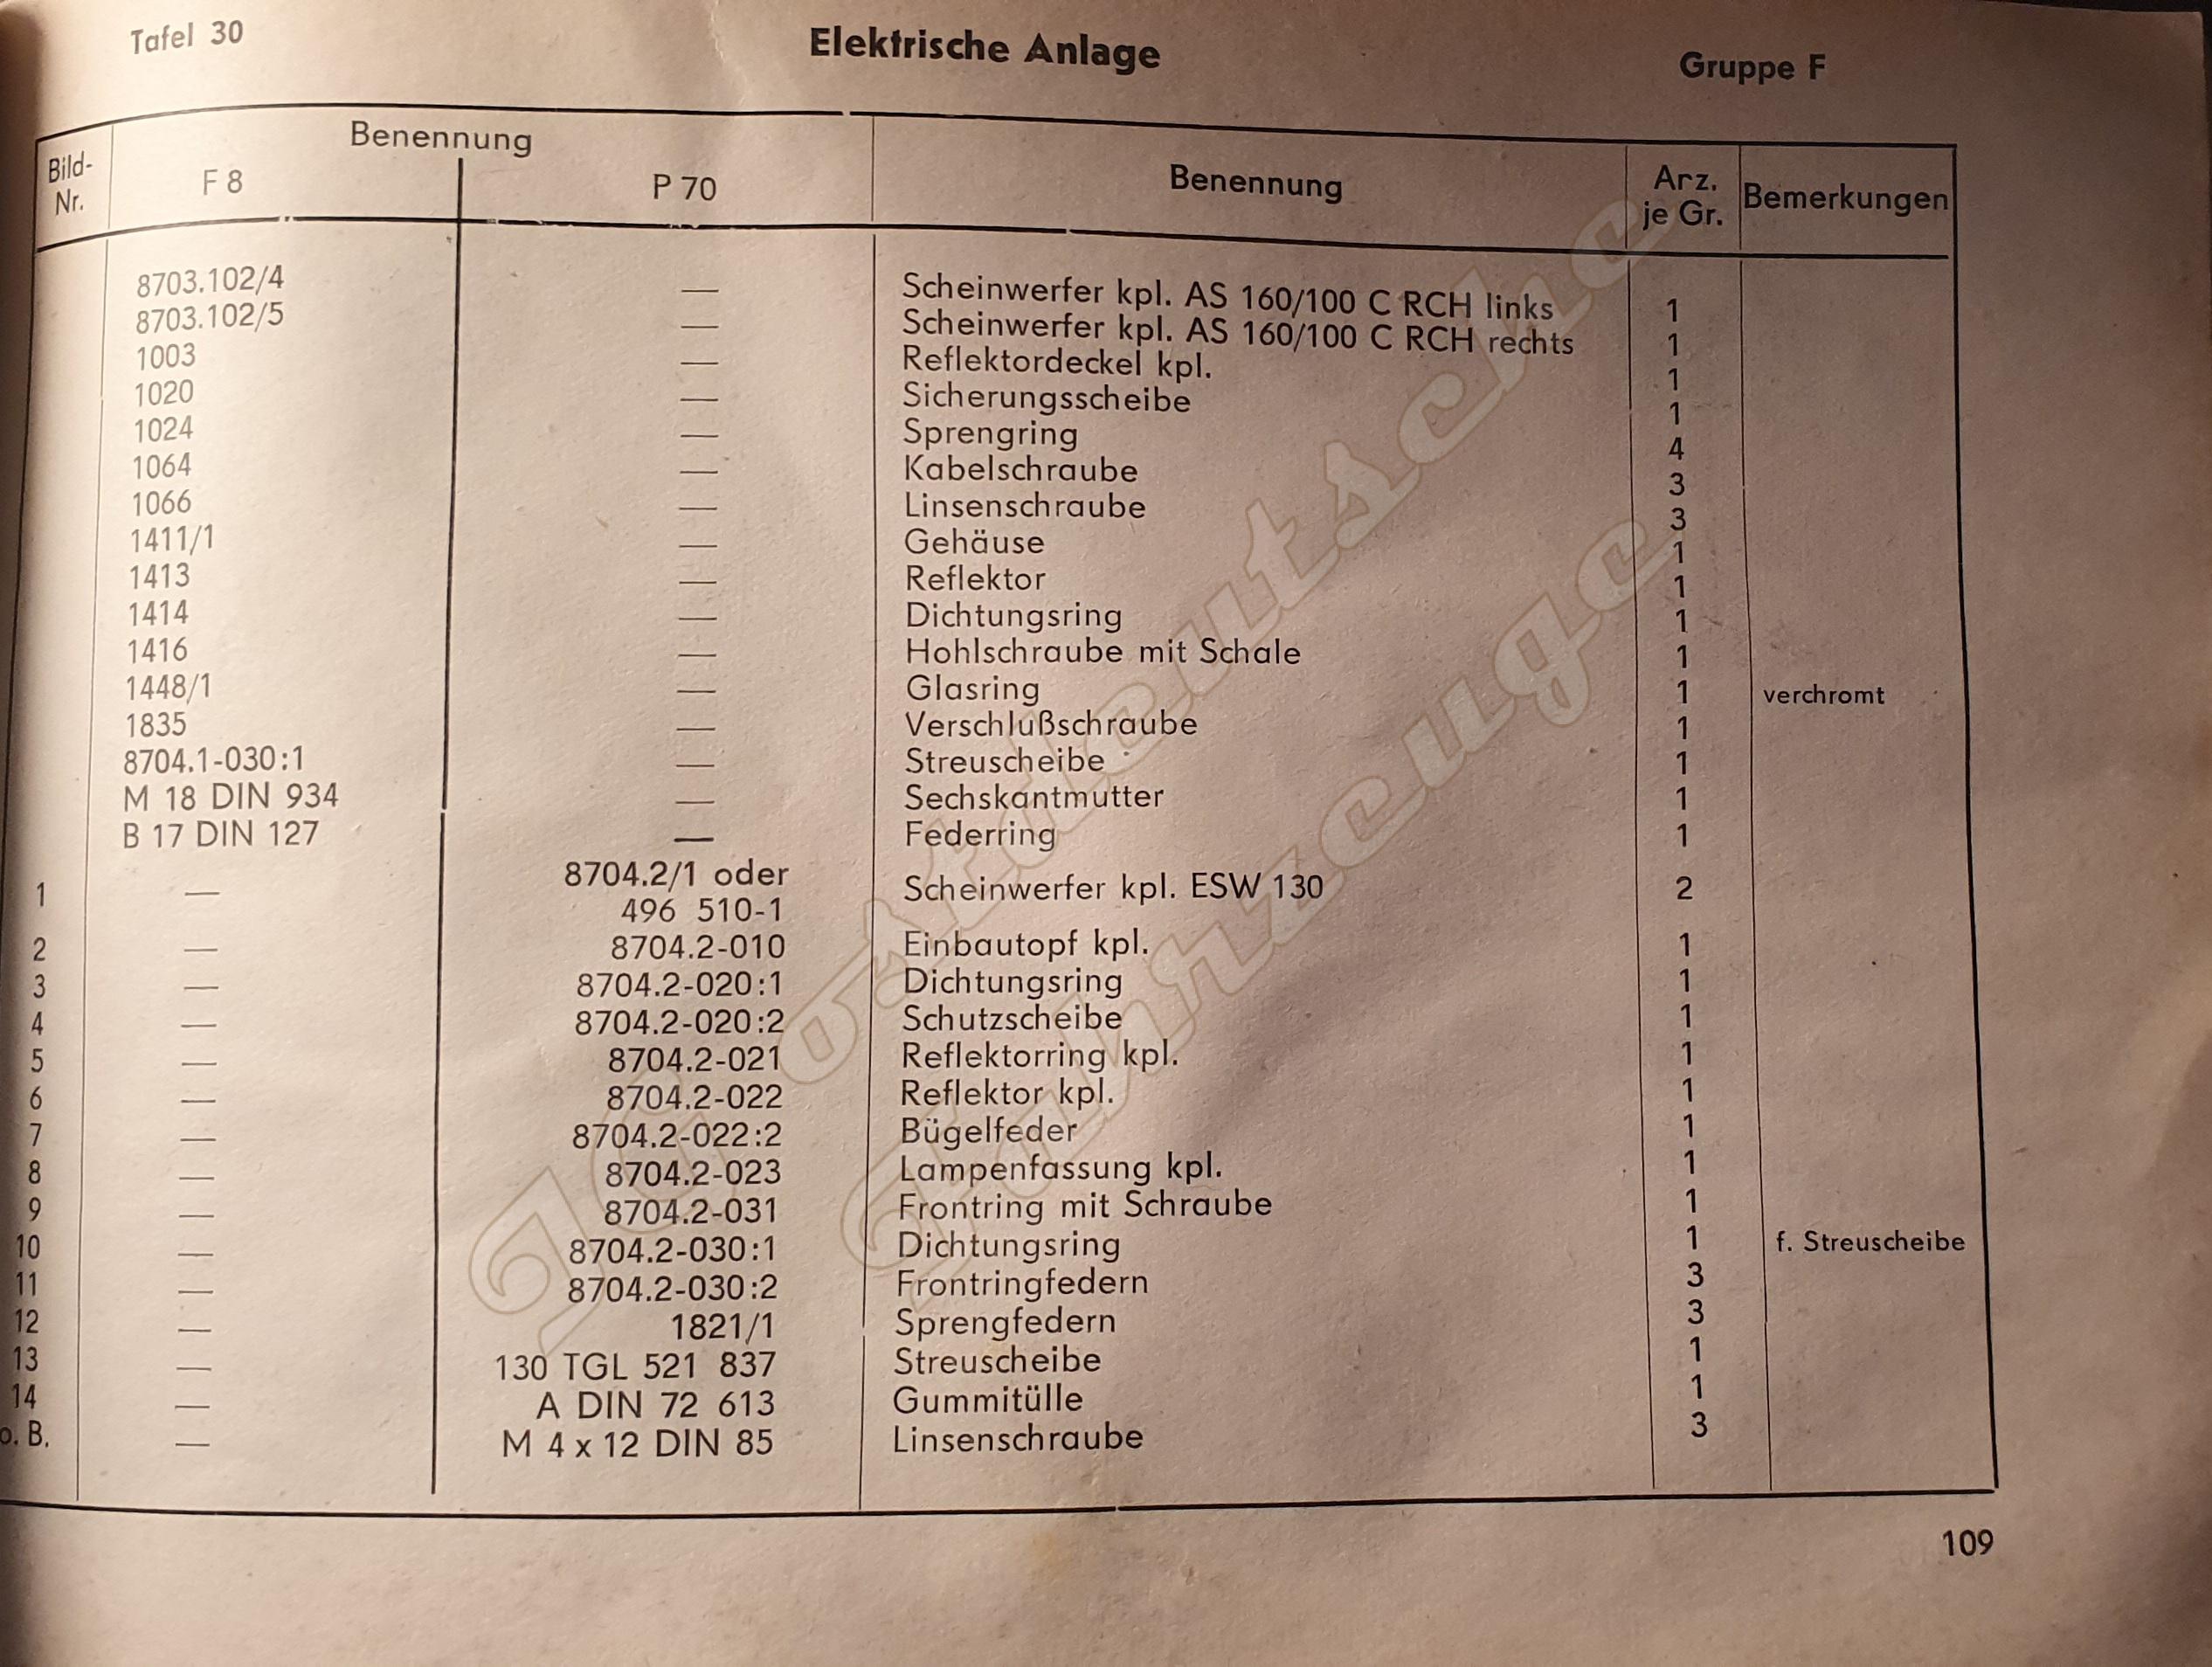 Tafel 30 Elektrische Anlage Gruppe F
Bild-Nr. Benennung F 8 P 70 Benennung Arz. je Gr. Bemerkungen
8703.102/4 — Scheinwerfer kpl. AS 160/100 C RCH links 1
8703.102/5 — Scheinwerfer kpl. AS 160/100 C RCH rechts 1
1003 — Reflektordeckel kpl. 1
1020 — Sicherungsscheibe 1
1024 — Sprengring 4
1064 — Kabelschraube 3
1066 — Linsenschraube 3
1411/1 — Gehäuse 1
1413 — Reflektor 1
1414 — Dichtungsring 1
1416 — Hohlschraube mit Schale 1
1448/1 — Glasring 1 verchromt
1835 — Verschlußschraube 1
8704.1-030:1 — Streuscheibe 1
M 18 DIN 934 — Sechskantmutter 1
B 17 DIN 127 — Federring 1
1 — 8704.2/1 oder
496 510-1 Scheinwerfer kpl. ESW 130 2
2 — 8704.2-010 Einbautopf kpl. 1
3 — 8704.2-020:1 Dichtungsring 1
4 — 8704.2-020:2 Schutzscheibe 1
5 — 8704.2-021 Reflektorring kpl. 1
6 — 8704.2-022 Reflektor kpl. 1
7 — 8704.2-022:2 Bügelfeder 1
8 — 8704.2-023 Lampenfassung kpl. 1
9 — 8704.2-031 Frontring mit Schraube 1
10 — 8704.2-030:1 Dichtungsring 1 f. Streuscheibe
11 — 8704.2-030:2 Frontringfedern 3
12 — 1821/1 Sprengfedern 3
13 — 130 TGL 521 837 Streuscheibe 1
14 — A DIN 72 613 Gummitülle 1
o. B. — M 4 x 12 DIN 85 Linsenschraube 3
109
IG ostdeutsche
Fahrzeuge